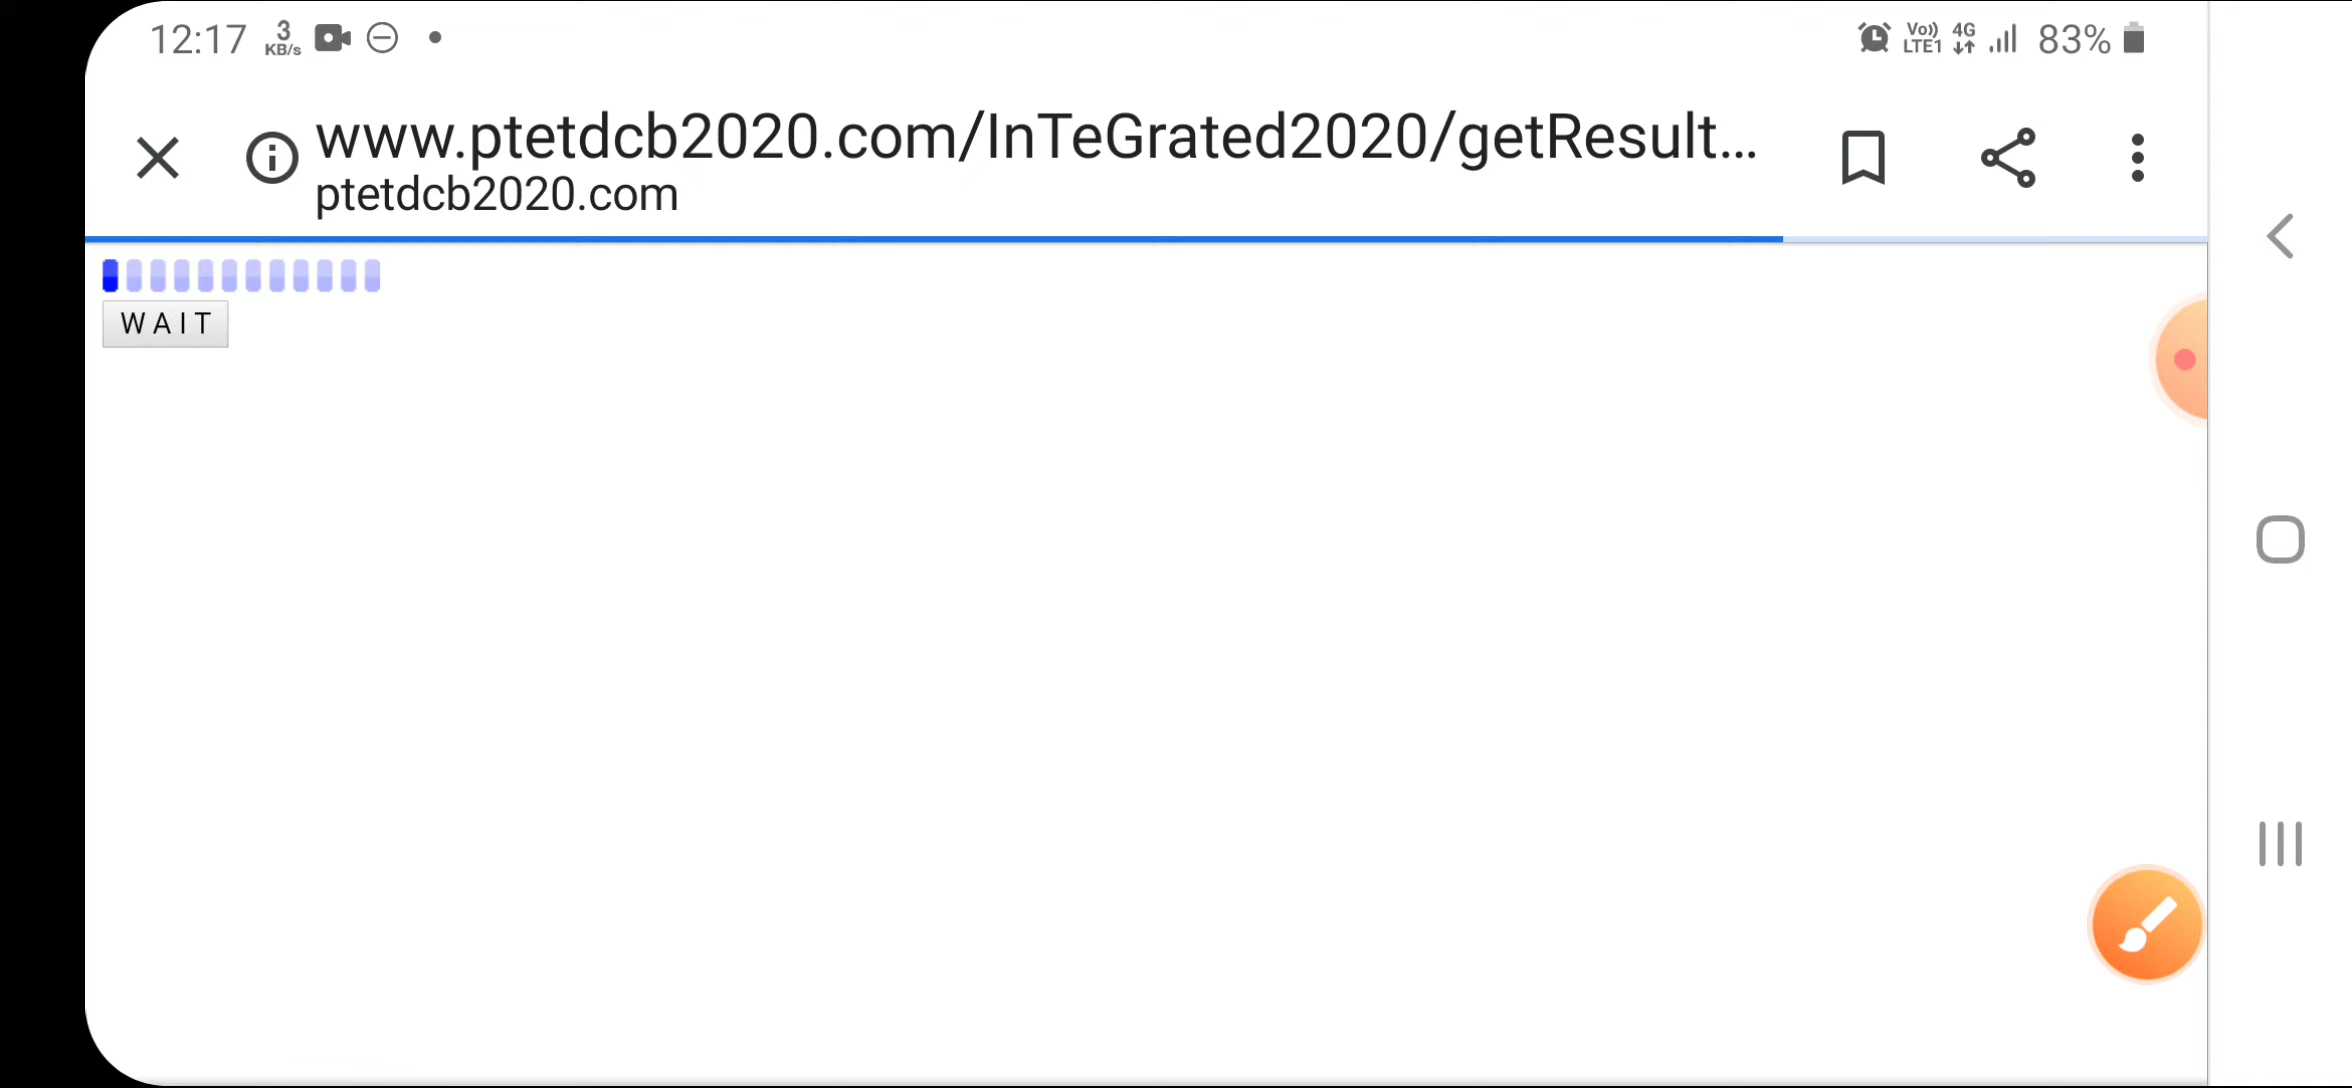 12:17 3 KB/s Vo)) LTE1 4G 83%
www.ptetdcb2020.com/InTeGrated2020/getResult...
ptetdcb2020.com
WAIT